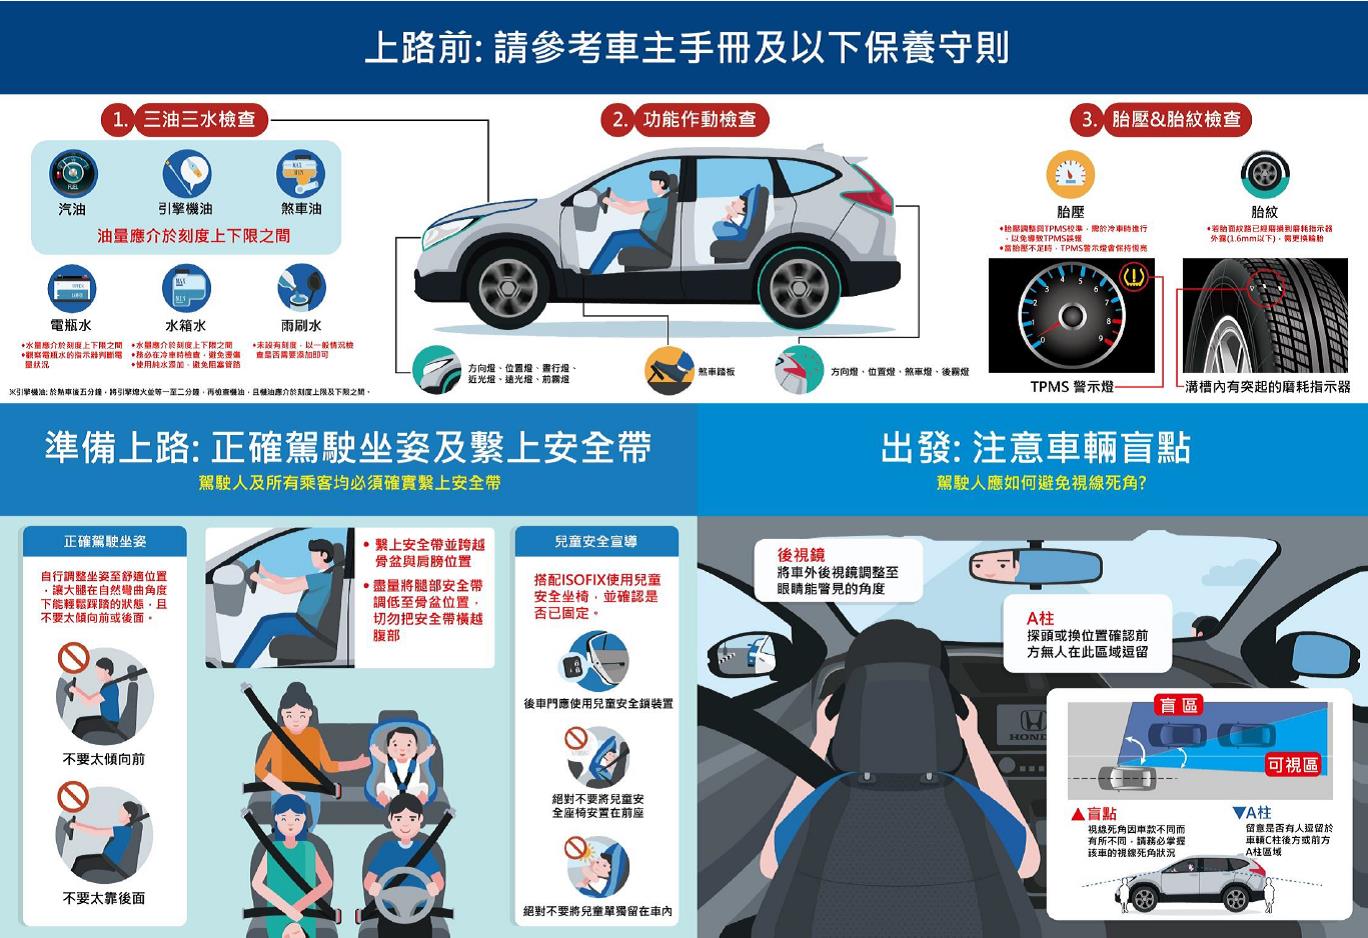 上路前: 請參考車主手冊及以下保養守則
1. 三油三水檢查
FUEL
汽油
MAX
MIN
引擎機油
煞車油
油量應介於刻度上下限之間
UPPER
LOWER
電瓶水
•水量應介於刻度上下限之間
•觀察電瓶水的指示器判斷電
量狀況
MAX
MIN
水箱水
•水量應介於刻度上下限之間
•務必在冷車時檢查，避免燙傷
•使用純水添加，避免阻塞管路
雨刷水
•未設有刻度，以一般情況檢
查是否需要添加即可
※引擎機油: 於熱車後五分鐘，將引擎熄火並等一至二分鐘，再檢查機油，且機油應介於刻度上限及下限之間。
2. 功能作動檢查
方向燈、位置燈、晝行燈、
近光燈、遠光燈、前霧燈
煞車踏板
方向燈、位置燈、煞車燈、後霧燈
3. 胎壓&胎紋檢查
胎壓
•胎壓調整與TPMS校準，需於冷車時進行
，以免導致TPMS誤報
•當胎壓不足時，TPMS警示燈會保持恆亮
1 2 3 4 5 6 7 8 9
TPMS 警示燈
胎紋
•若胎面紋路已經磨損到磨耗指示器
外露(1.6mm以下)，需更換輪胎
溝槽內有突起的磨耗指示器
準備上路: 正確駕駛坐姿及繫上安全帶
駕駛人及所有乘客均必須確實繫上安全帶
正確駕駛坐姿
自行調整坐姿至舒適位置
，讓大腿在自然彎曲角度
下能輕鬆踩踏的狀態，且
不要太傾向前或後面。
不要太傾向前
不要太靠後面
•繫上安全帶並跨越
骨盆與肩膀位置
•盡量將腿部安全帶
調低至骨盆位置，
切勿把安全帶橫越
腹部
兒童安全宣導
搭配ISOFIX使用兒童
安全坐椅，並確認是
否已固定。
後車門應使用兒童安全鎖裝置
絕對不要將兒童安
全座椅安置在前座
絕對不要將兒童單獨留在車內
出發: 注意車輛盲點
駕駛人應如何避免視線死角?
後視鏡
將車外後視鏡調整至
眼睛能瞥見的角度
A柱
探頭或換位置確認前
方無人在此區域逗留
HONDA
盲區
可視區
▲盲點
視線死角因車款不同而
有所不同，請務必掌握
該車的視線死角狀況
▼A柱
留意是否有人逗留於
車輛C柱後方或前方
A柱區域